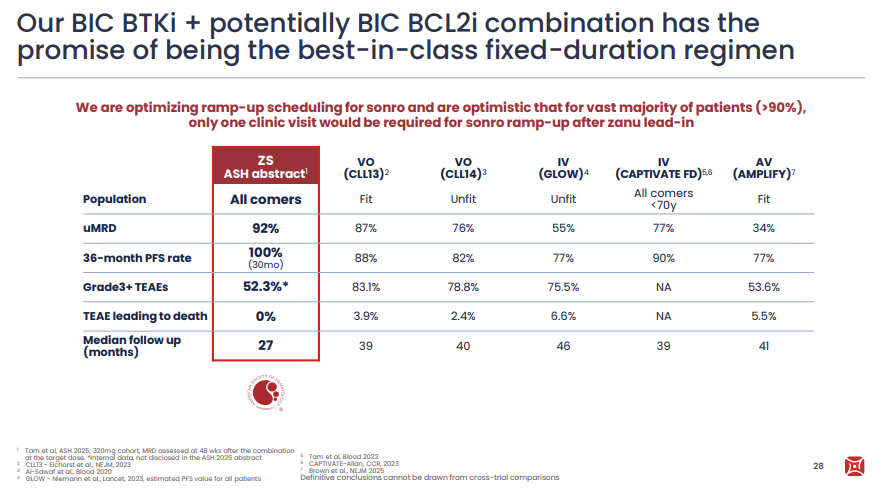 Our BIC BTKi + potentially BIC BCL2i combination has the
promise of being the best-in-class fixed-duration regimen
We are optimizing ramp-up scheduling for sonro and are optimistic that for vast majority of patients (>90%),
only one clinic visit would be required for sonro ramp-up after zanu lead-in
ZS VO VO IV IV AV
ASH abstract1 (CLL13)2 (CLL14)3 (GLOW)4 (CAPTIVATE FD)5,6 (AMPLIFY)7
Population All comers Fit Unfit Unfit All comers <70y Fit
uMRD 92% 87% 76% 55% 77% 34%
36-month PFS rate 100% (30mo) 88% 82% 77% 90% 77%
Grade3+ TEAEs 52.3%* 83.1% 78.8% 75.5% NA 53.6%
TEAE leading to death 0% 3.9% 2.4% 6.6% NA 5.5%
Median follow up (months) 27 39 40 46 39 41
1 Tam et al, ASH 2025; 320mg cohort, MRD assessed at 48 wks after the combination
at the target dose, *Internal data, not disclosed in the ASH 2025 abstract
2 CLL13 - Eichorst et al., NEJM, 2023
3 Al-Sawaf et al., Blood 2020
4 GLOW - Niemann et al., Lancet, 2023, estimated PFS value for all patients
5 Tam et al, Blood 2022
6 CAPTIVATE-Allan, CCR, 2023
7 Brown et al., NEJM 2025
Definitive conclusions cannot be drawn from cross-trial comparisons
28